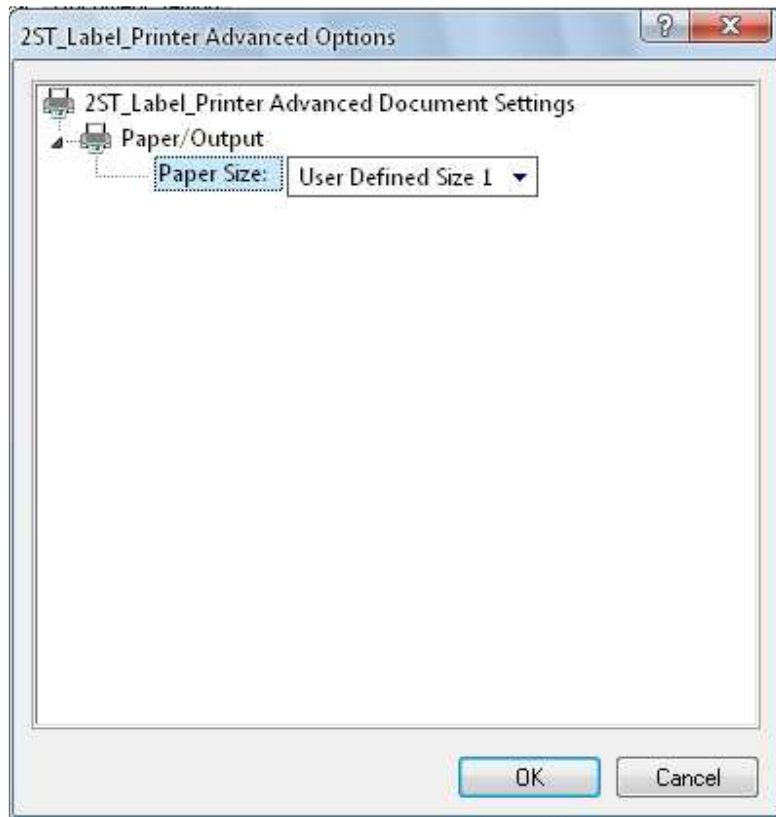 2ST_Label_Printer Advanced Options
?
X
2ST_Label_Printer Advanced Document Settings
Paper/Output
Paper Size: User Defined Size 1
OK Cancel